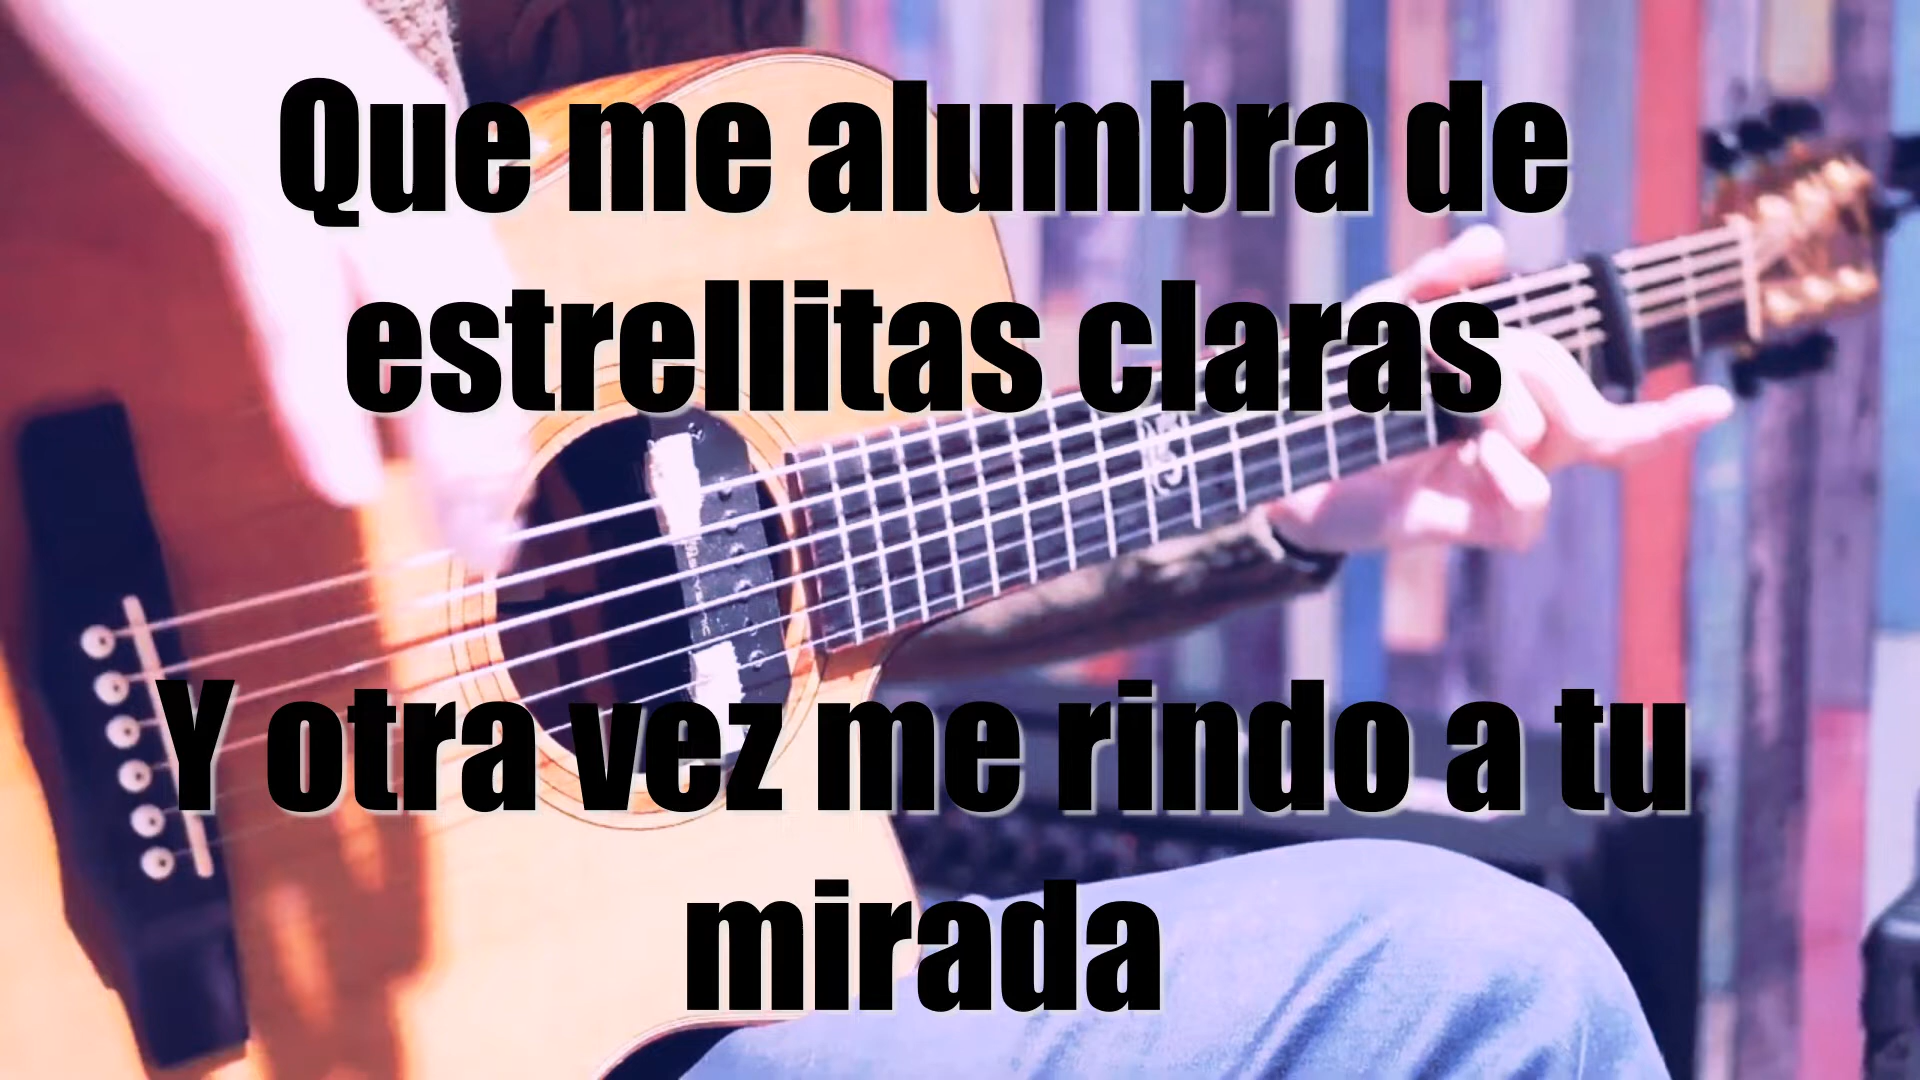 Que me alumbra de
estrellitas claras
Y otra vez me rindo a tu
mirada